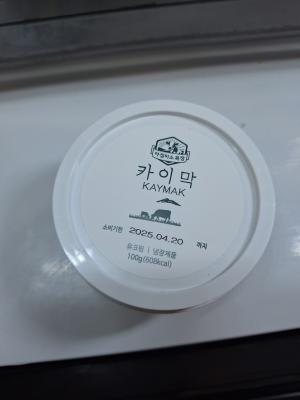 카이막
KAYMAK
소비기한 2025.04.20 까지
유크림 | 냉장제품
100g(608kcal)